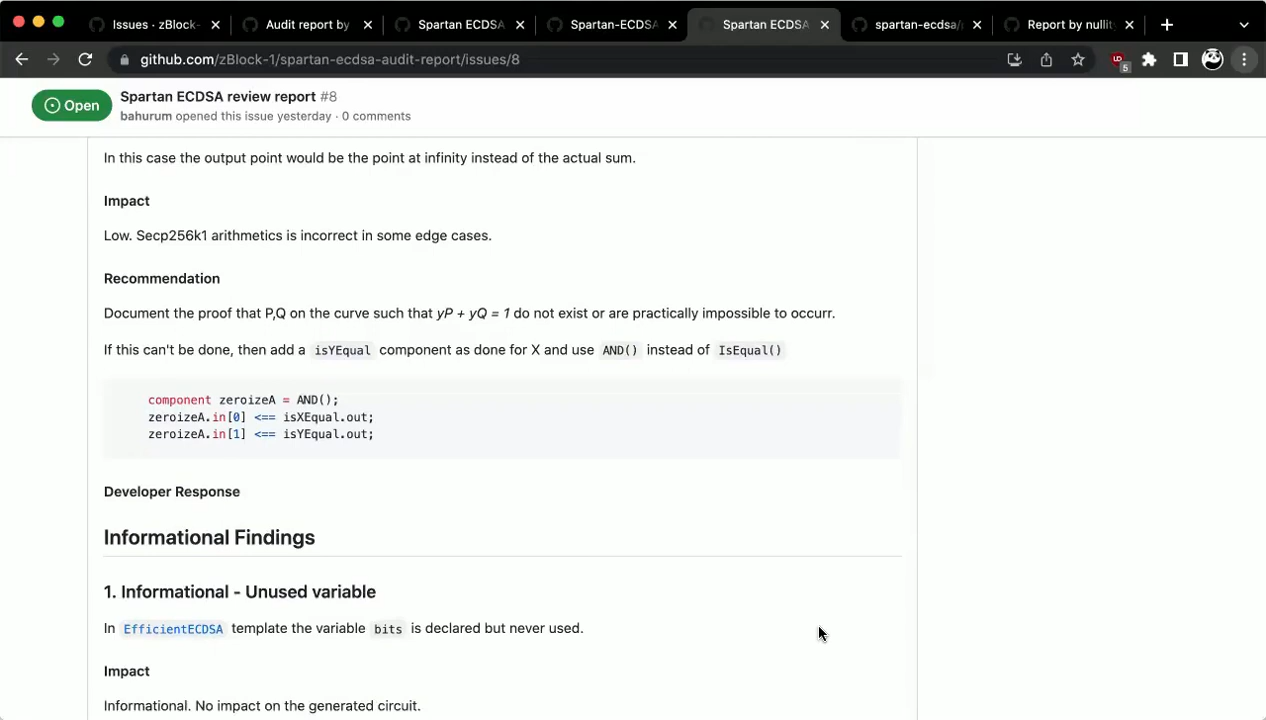 Issues · zBlock-
Audit report by
Spartan ECDSA
Spartan-ECDSA
Spartan ECDSA
spartan-ecdsa/
Report by nullit
github.com/zBlock-1/spartan-ecdsa-audit-report/issues/8
5
Open
Spartan ECDSA review report #8
bahurum opened this issue yesterday · 0 comments
In this case the output point would be the point at infinity instead of the actual sum.
Impact
Low. Secp256k1 arithmetics is incorrect in some edge cases.
Recommendation
Document the proof that P,Q on the curve such that yP + yQ = 1 do not exist or are practically impossible to occurr.
If this can't be done, then add a isYEqual component as done for X and use AND() instead of IsEqual()
component zeroizeA = AND();
zeroizeA.in[0] <== isXEqual.out;
zeroizeA.in[1] <== isYEqual.out;
Developer Response
Informational Findings
1. Informational - Unused variable
In EfficientECDSA template the variable bits is declared but never used.
Impact
Informational. No impact on the generated circuit.